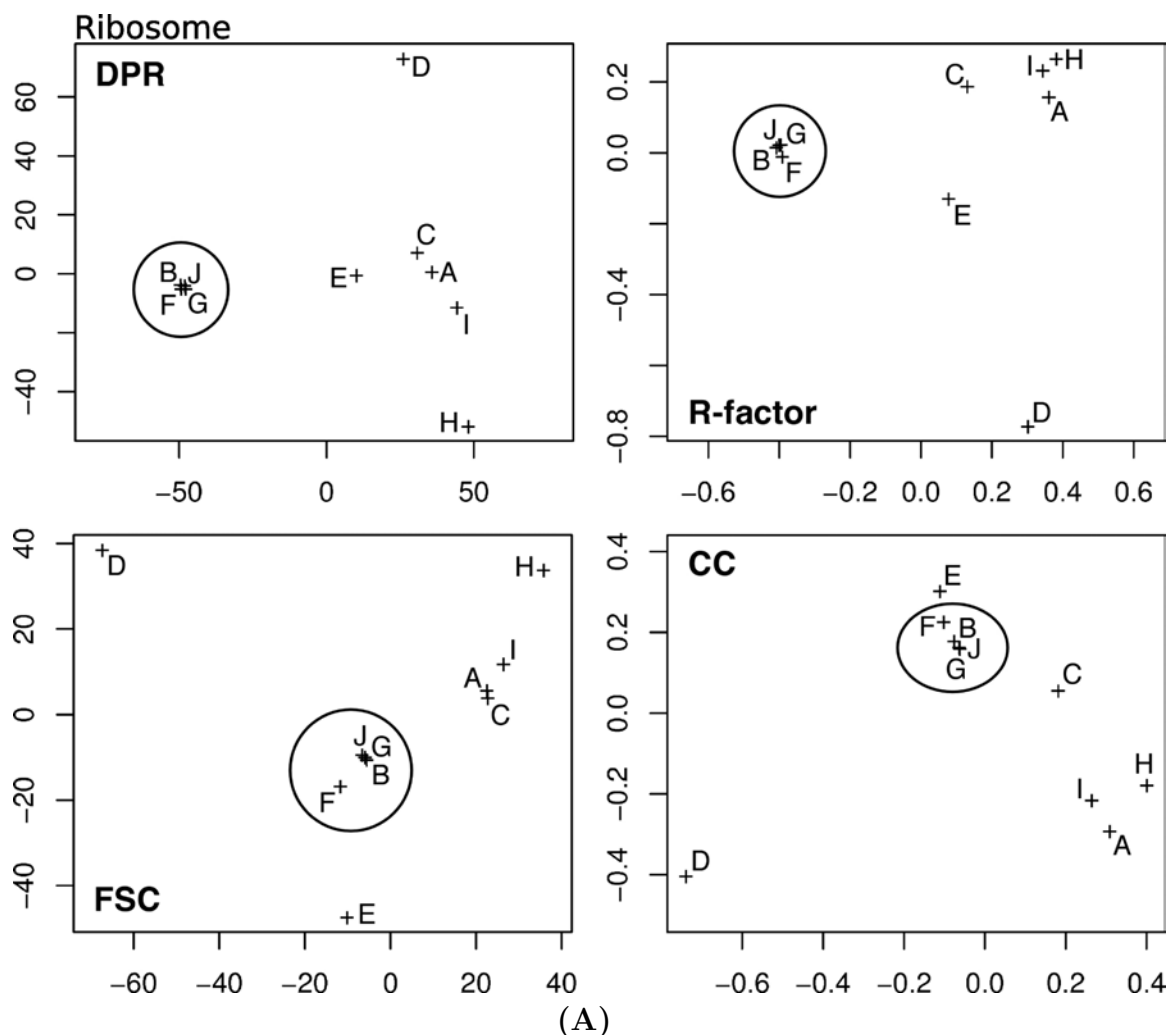 Ribosome
DPR
D
C
A
E
I
H
B
J
F
G
60
40
20
0
−40
−50
0
50
R-factor
I
H
C
A
J
G
B
F
E
D
0.2
0.0
−0.4
−0.8
−0.6
−0.2
0.0
0.2
0.4
0.6
FSC
D
H
I
A
C
J
G
B
F
E
40
20
0
−20
−40
−60
−40
−20
0
20
40
CC
E
F
B
J
G
C
H
I
A
D
0.4
0.2
0.0
−0.2
−0.4
−0.6
−0.4
−0.2
0.0
0.2
0.4
(A)